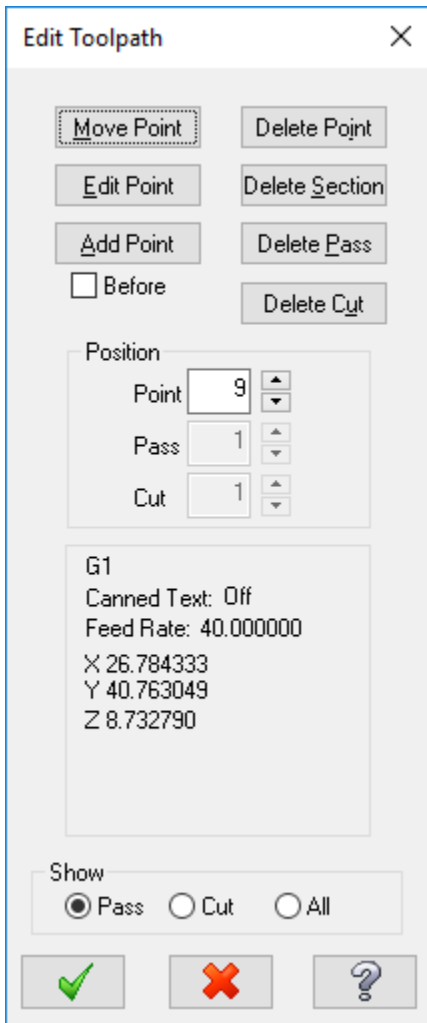 Edit Toolpath
Move Point Delete Point
Edit Point Delete Section
Add Point Delete Pass
Before
Delete Cut
Position
Point 9
Pass 1
Cut 1
G1
Canned Text: Off
Feed Rate: 40.000000
X 26.784333
Y 40.763049
Z 8.732790
Show
Pass Cut All